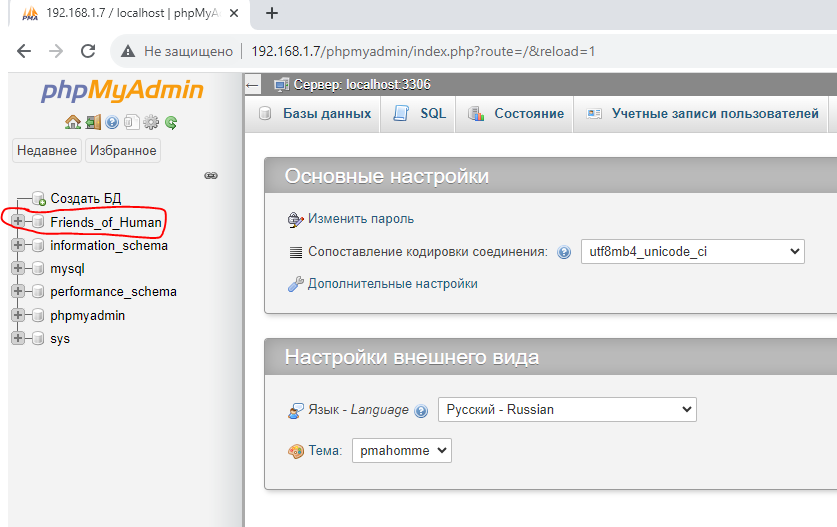 192.168.1.7 / localhost | phpMyA
Не защищено
192.168.1.7/phpmyadmin/index.php?route=/&reload=1
phpMyAdmin
Недавнее
Избранное
Создать БД
Friends_of_Human
information_schema
mysql
performance_schema
phpmyadmin
sys
Сервер: localhost:3306
Базы данных
SQL
Состояние
Учетные записи пользователей
Основные настройки
Изменить пароль
Сопоставление кодировки соединения:
utf8mb4_unicode_ci
Дополнительные настройки
Настройки внешнего вида
Язык - Language
Русский - Russian
Тема:
pmahomme